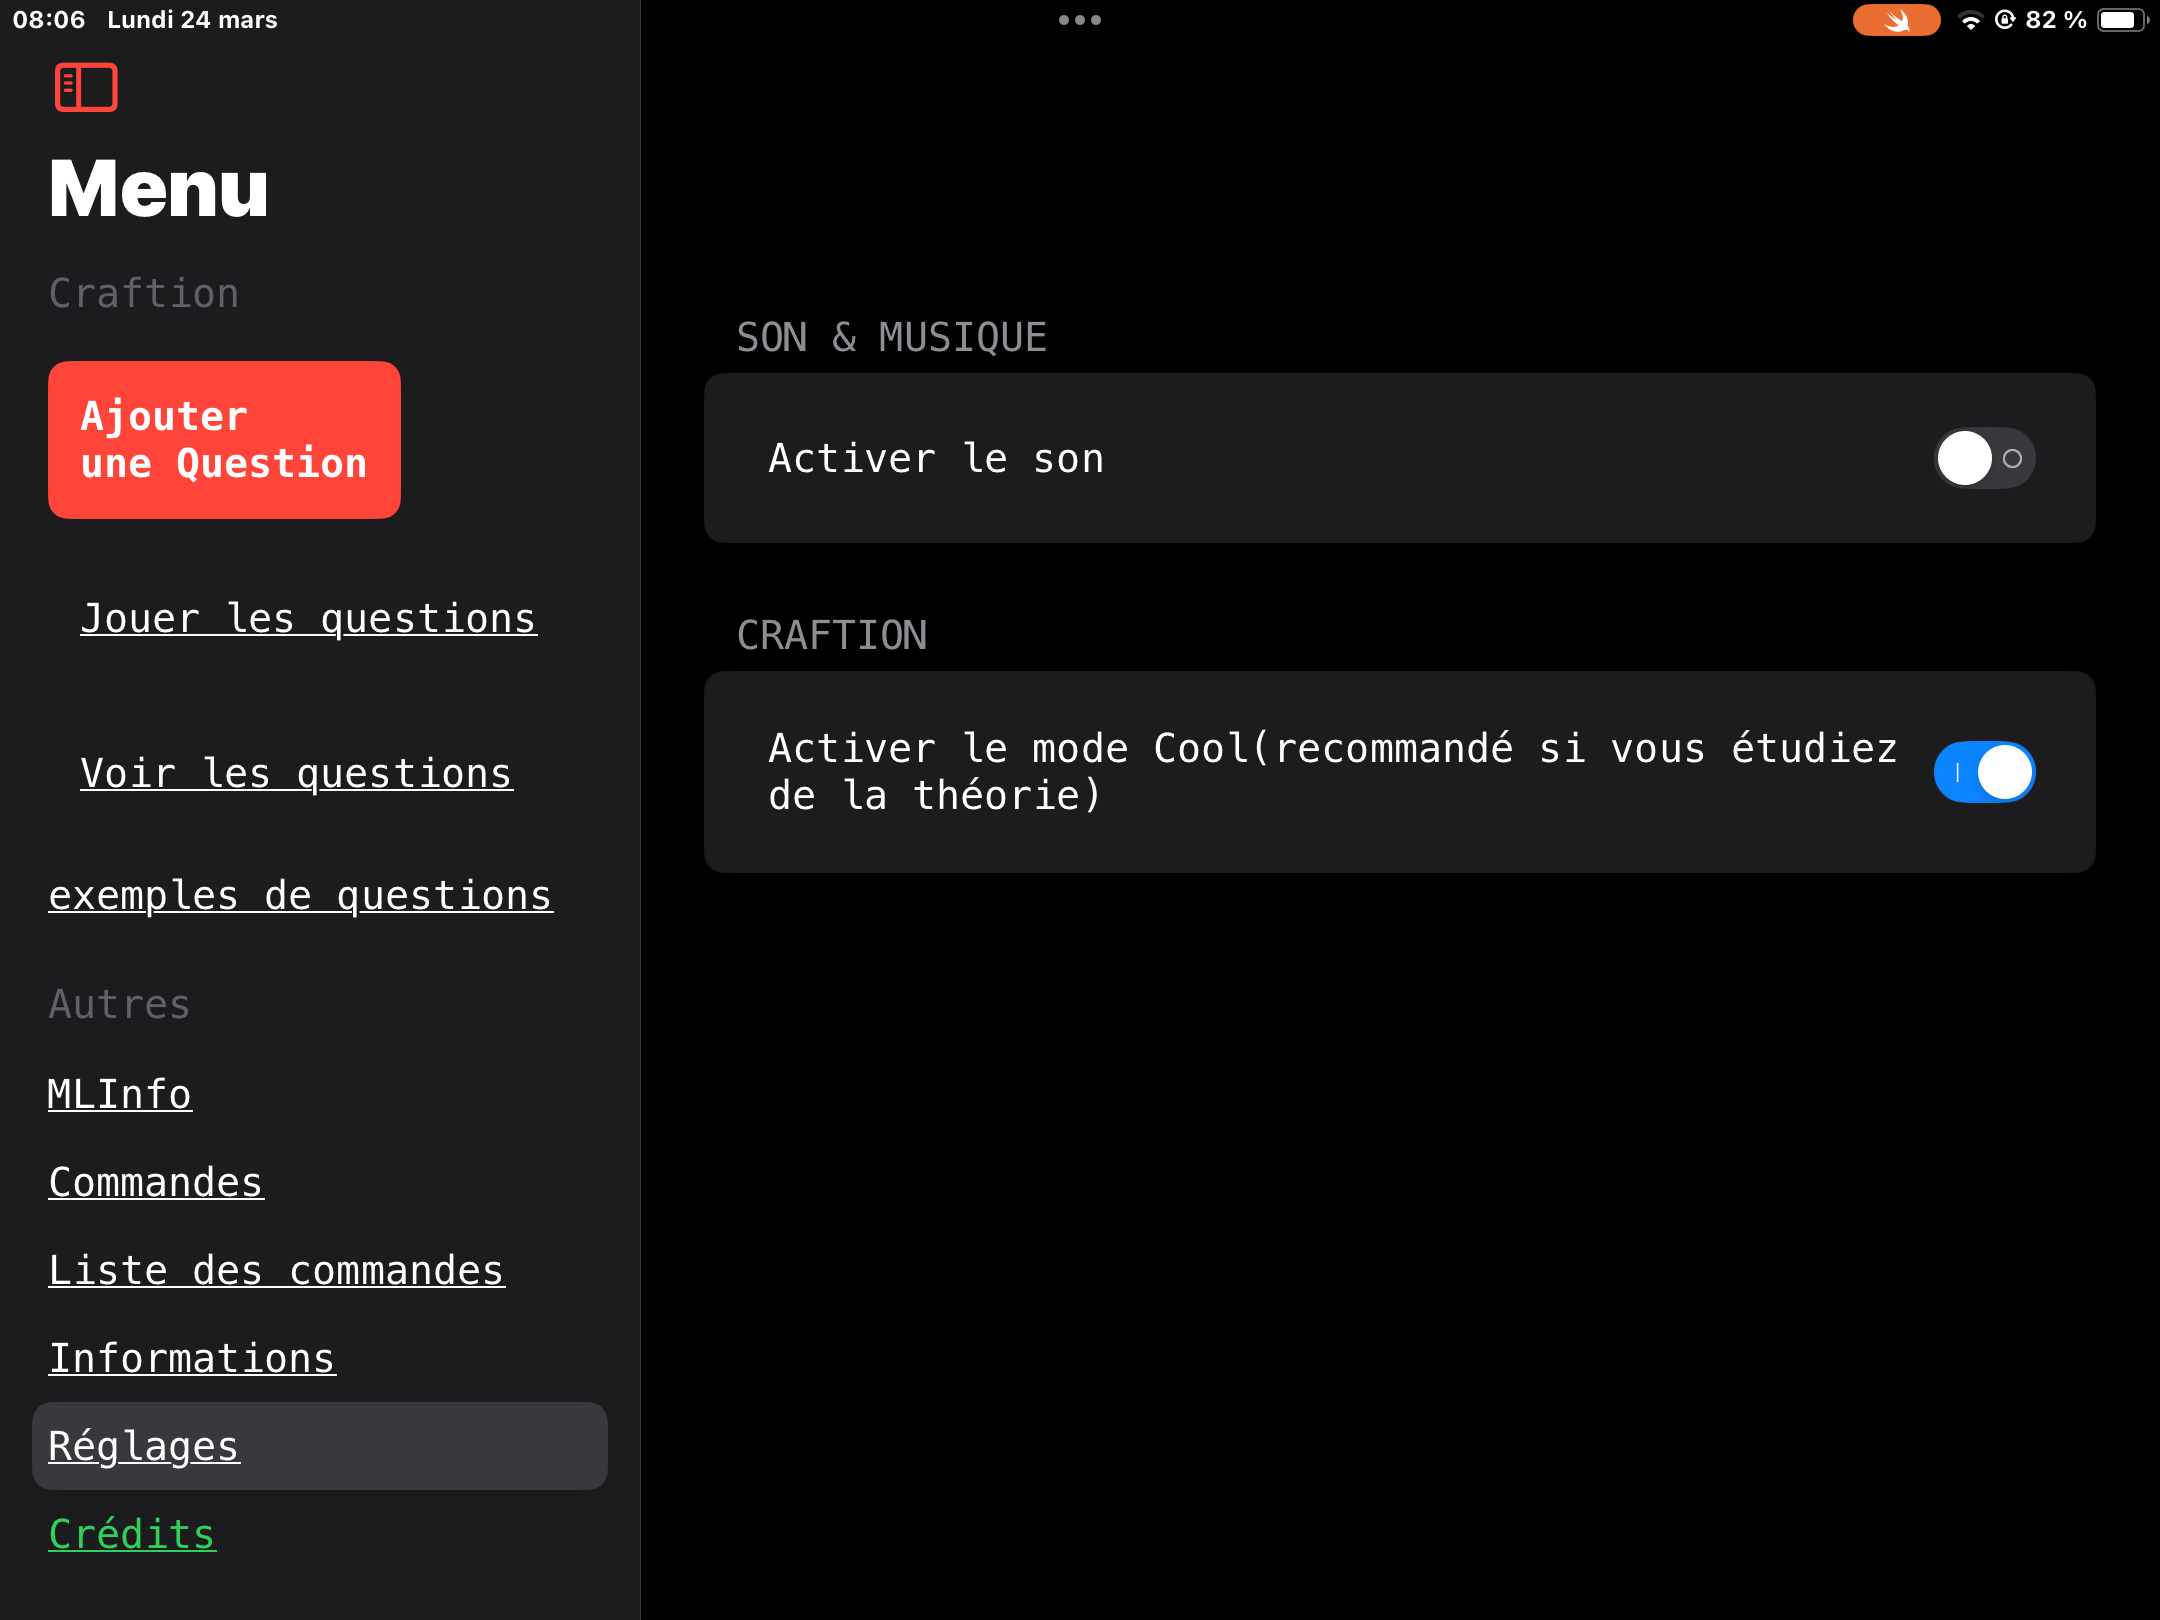 08:06 Lundi 24 mars
82 %
Menu
Craftion
Ajouter
une Question
Jouer les questions
Voir les questions
exemples de questions
Autres
MLInfo
Commandes
Liste des commandes
Informations
Réglages
Crédits
SON & MUSIQUE
Activer le son
CRAFTION
Activer le mode Cool(recommandé si vous étudiez
de la théorie)